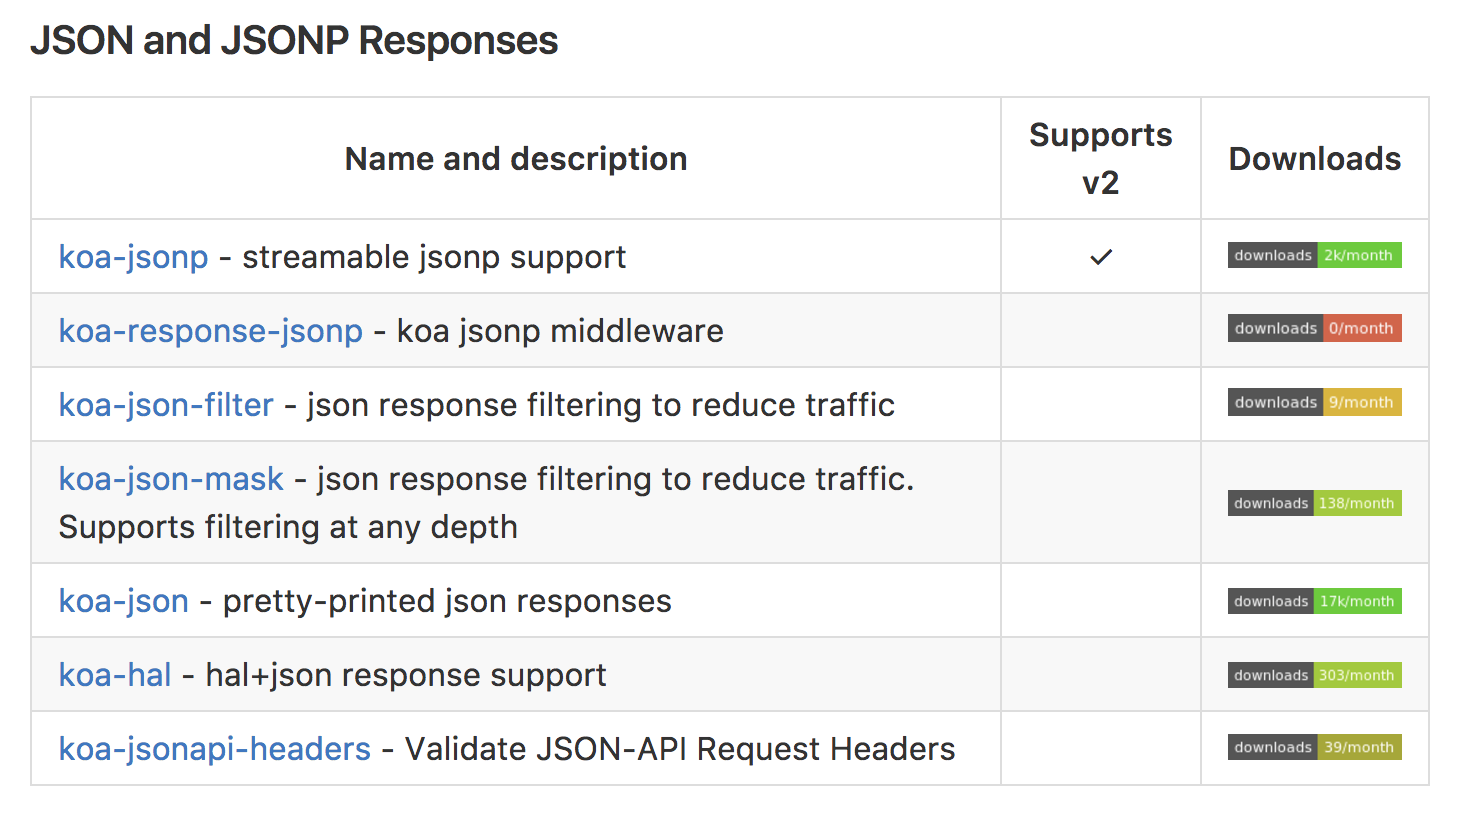 JSON and JSONP Responses
Name and description
Supports
v2
Downloads
koa-jsonp - streamable jsonp support
✓
downloads 2k/month
koa-response-jsonp - koa jsonp middleware
downloads 0/month
koa-json-filter - json response filtering to reduce traffic
downloads 9/month
koa-json-mask - json response filtering to reduce traffic.
Supports filtering at any depth
downloads 138/month
koa-json - pretty-printed json responses
downloads 17k/month
koa-hal - hal+json response support
downloads 303/month
koa-jsonapi-headers - Validate JSON-API Request Headers
downloads 39/month